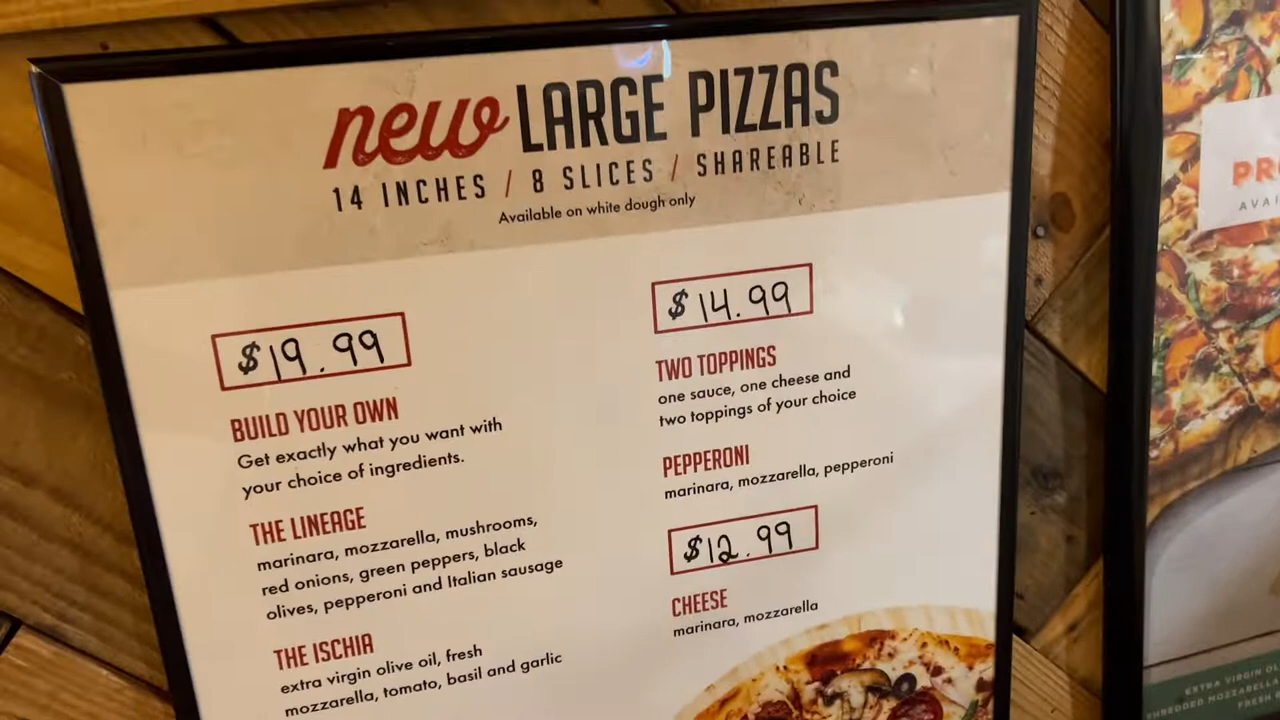 new LARGE PIZZAS
14 INCHES / 8 SLICES / SHAREABLE
Available on white dough only
$19.99
BUILD YOUR OWN
Get exactly what you want with
your choice of ingredients.
THE LINEAGE
marinara, mozzarella, mushrooms,
red onions, green peppers, black
olives, pepperoni and Italian sausage
THE ISCHIA
extra virgin olive oil, fresh
mozzarella, tomato, basil and garlic
$14.99
TWO TOPPINGS
one sauce, one cheese and
two toppings of your choice
PEPPERONI
marinara, mozzarella, pepperoni
$12.99
CHEESE
marinara, mozzarella
EXTRA VIRGIN
MOZZARELLA
FRESH